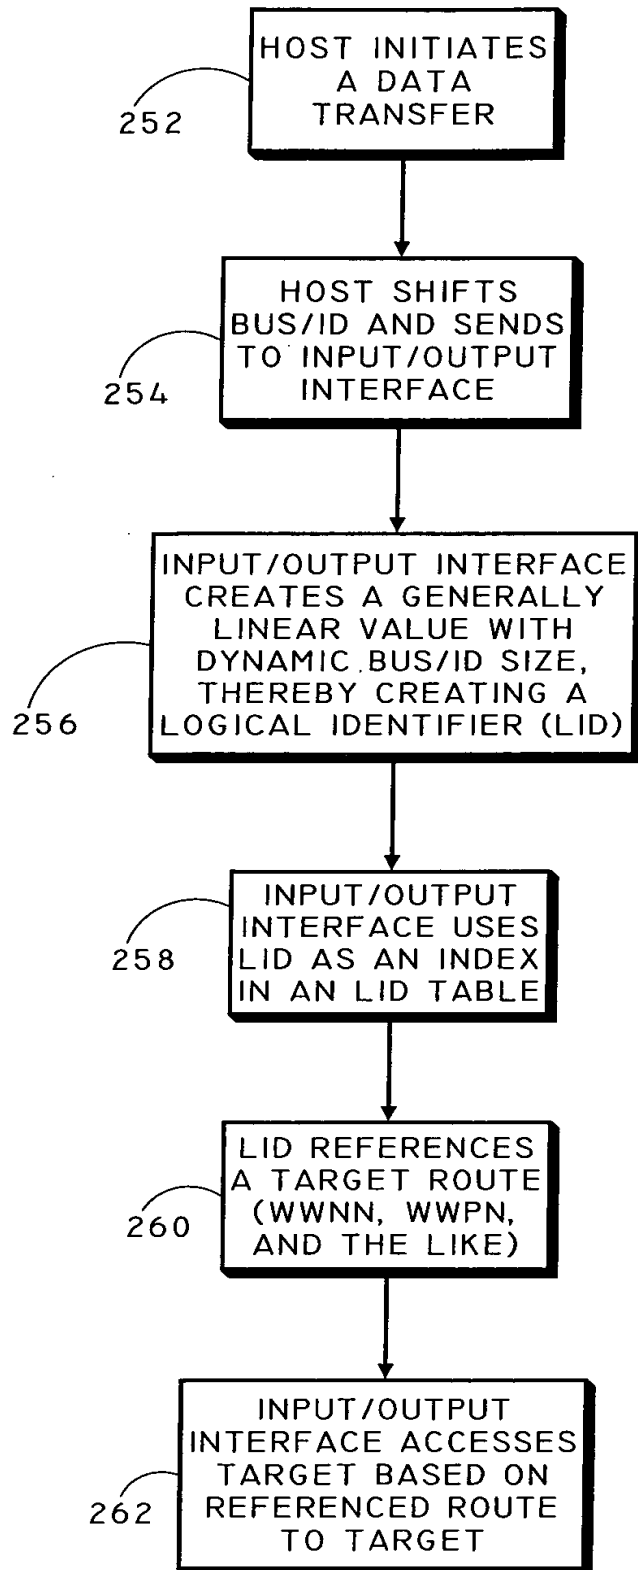 HOST INITIATES
A DATA
TRANSFER
252
HOST SHIFTS
BUS/ID AND SENDS
TO INPUT/OUTPUT
INTERFACE
254
INPUT/OUTPUT INTERFACE
CREATES A GENERALLY
LINEAR VALUE WITH
DYNAMIC BUS/ID SIZE,
THEREBY CREATING A
LOGICAL IDENTIFIER (LID)
256
INPUT/OUTPUT
INTERFACE USES
LID AS AN INDEX
IN AN LID TABLE
258
LID REFERENCES
A TARGET ROUTE
(WWNN, WWPN,
AND THE LIKE)
260
INPUT/OUTPUT
INTERFACE ACCESSES
TARGET BASED ON
REFERENCED ROUTE
TO TARGET
262